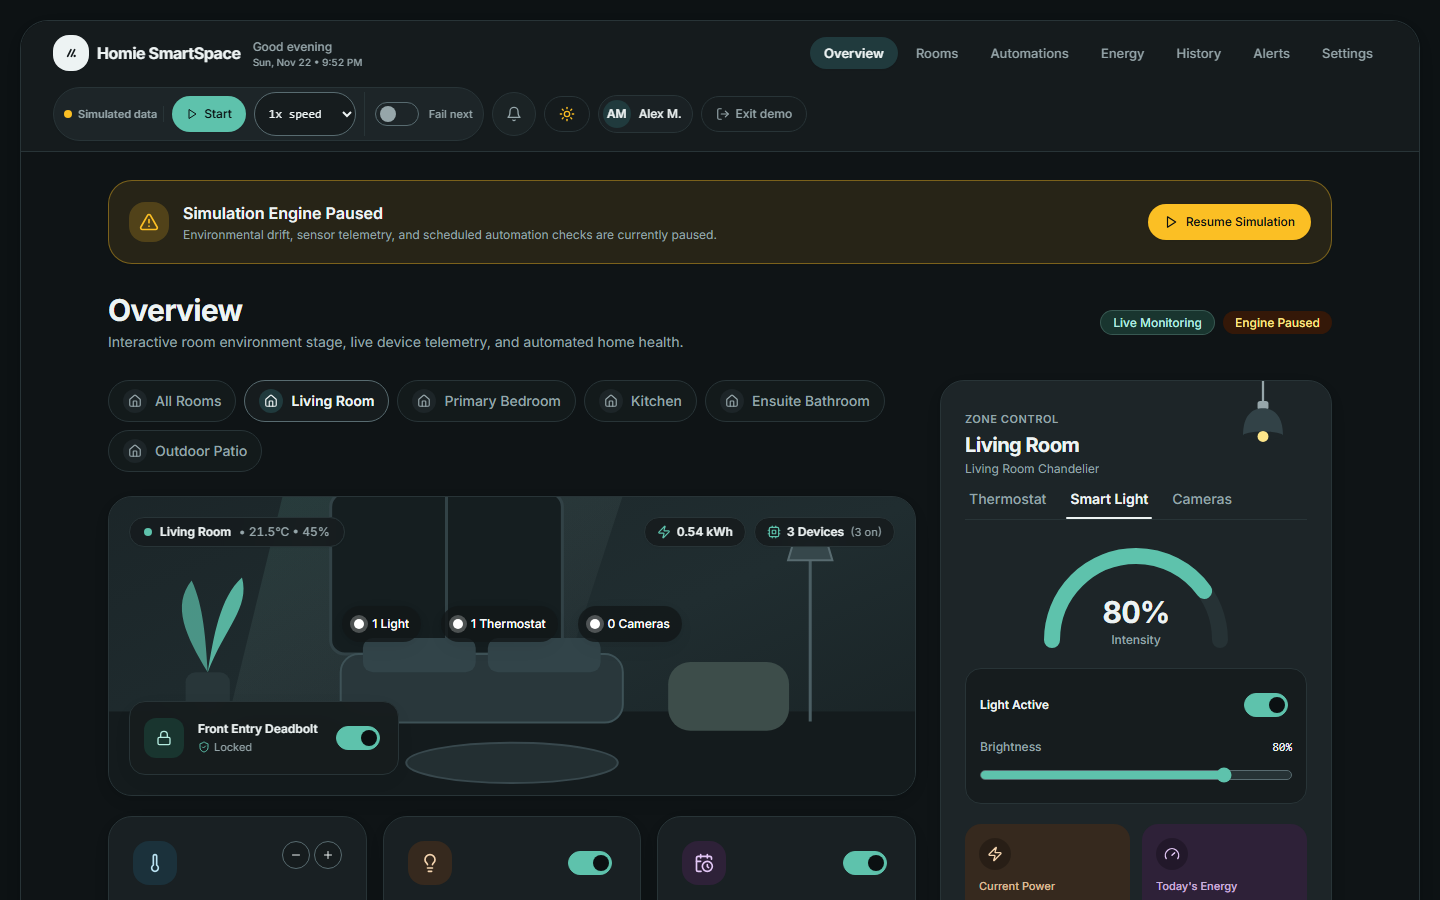 Homie SmartSpace
Good evening
Sun, Nov 22 • 9:52 PM
Overview
Rooms
Automations
Energy
History
Alerts
Settings
Simulated data
Start
1x speed
Fail next
AM
Alex M.
Exit demo
Simulation Engine Paused
Environmental drift, sensor telemetry, and scheduled automation checks are currently paused.
Resume Simulation
Overview
Interactive room environment stage, live device telemetry, and automated home health.
Live Monitoring
Engine Paused
All Rooms
Living Room
Primary Bedroom
Kitchen
Ensuite Bathroom
Outdoor Patio
Living Room • 21.5°C • 45%
0.54 kWh
3 Devices (3 on)
1 Light
1 Thermostat
0 Cameras
Front Entry Deadbolt
Locked
ZONE CONTROL
Living Room
Living Room Chandelier
Thermostat
Smart Light
Cameras
80%
Intensity
Light Active
Brightness
80%
Current Power
Today's Energy